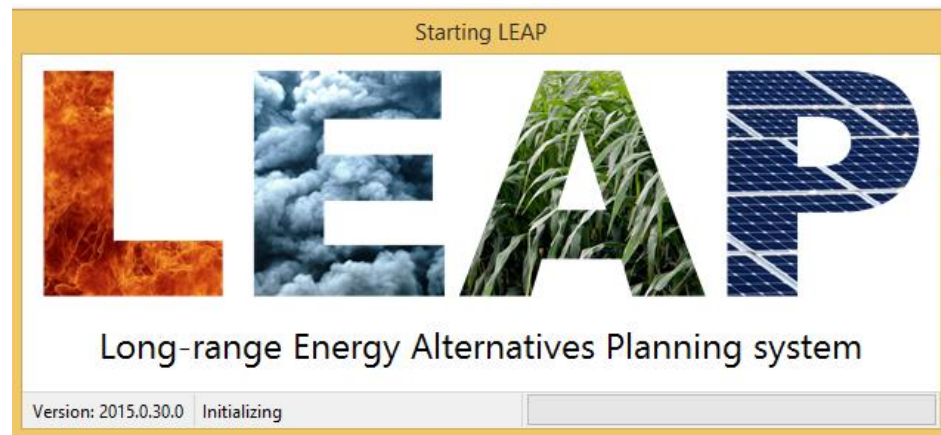 Starting LEAP
LEAP
Long-range Energy Alternatives Planning system
Version: 2015.0.30.0 Initializing